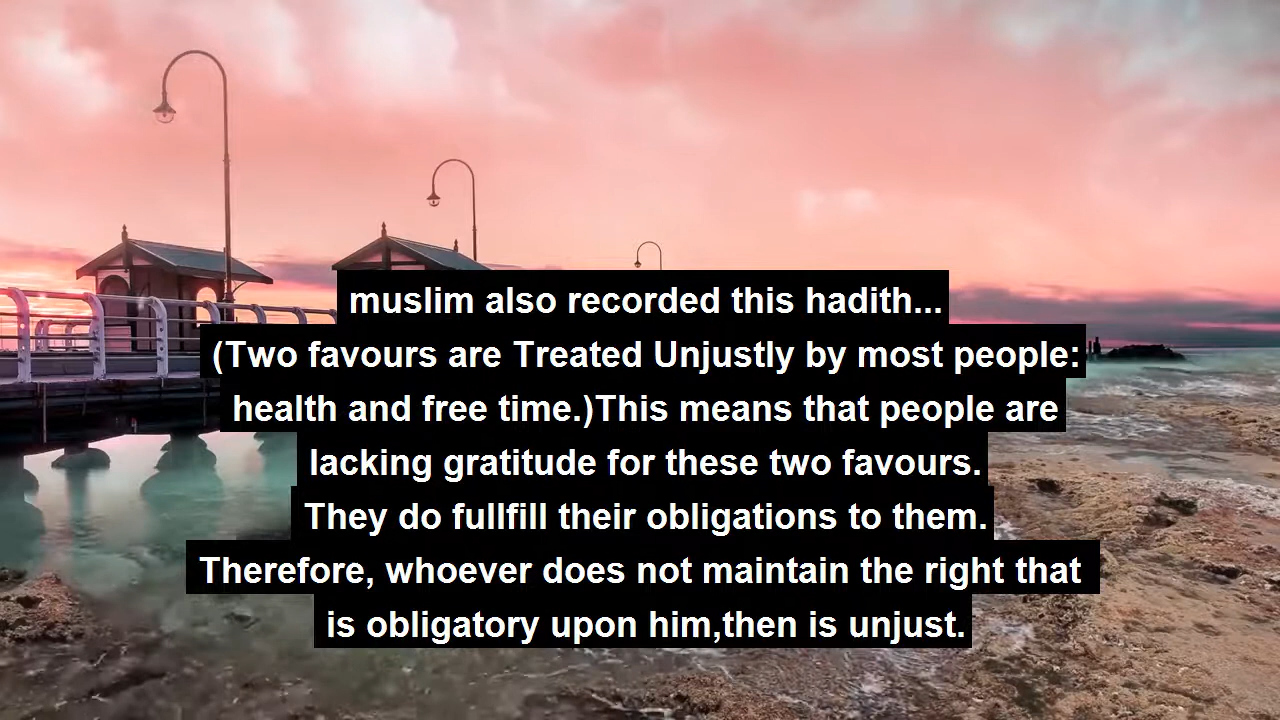 muslim also recorded this hadith...
(Two favours are Treated Unjustly by most people:
health and free time.)This means that people are
lacking gratitude for these two favours.
They do fullfill their obligations to them.
Therefore, whoever does not maintain the right that
is obligatory upon him,then is unjust.